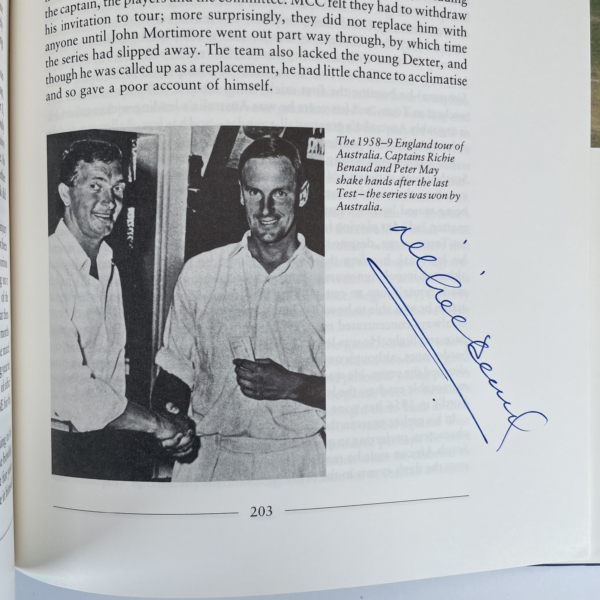 the captain, the players and the committee. MCC felt they had to withdraw
his invitation to tour; more surprisingly, they did not replace him with
anyone until John Mortimore went out part way through, by which time
the series had slipped away. The team also lacked the young Dexter, and
though he was called up as a replacement, he had little chance to acclimatise
and so gave a poor account of himself.
The 1958–9 England tour of
Australia. Captains Richie
Benaud and Peter May
shake hands after the last
Test – the series was won by
Australia.
Richie Benaud
203